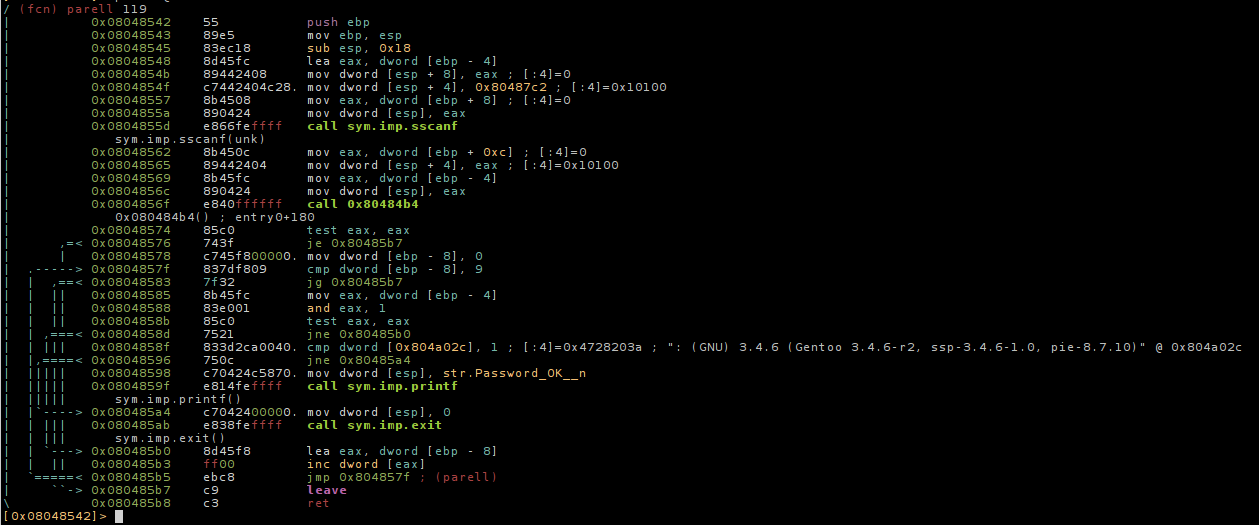 / (fcn) parell 119
| 0x08048542 55 push ebp
| 0x08048543 89e5 mov ebp, esp
| 0x08048545 83ec18 sub esp, 0x18
| 0x08048548 8d45fc lea eax, dword [ebp - 4]
| 0x0804854b 89442408 mov dword [esp + 8], eax ; [:4]=0
| 0x0804854f c7442404c28. mov dword [esp + 4], 0x80487c2 ; [:4]=0x10100
| 0x08048557 8b4508 mov eax, dword [ebp + 8] ; [:4]=0
| 0x0804855a 890424 mov dword [esp], eax
| 0x0804855d e866feffff call sym.imp.sscanf
| sym.imp.sscanf(unk)
| 0x08048562 8b450c mov eax, dword [ebp + 0xc] ; [:4]=0
| 0x08048565 89442404 mov dword [esp + 4], eax ; [:4]=0x10100
| 0x08048569 8b45fc mov eax, dword [ebp - 4]
| 0x0804856c 890424 mov dword [esp], eax
| 0x0804856f e840ffffff call 0x80484b4
| 0x080484b4() ; entry0+180
| 0x08048574 85c0 test eax, eax
| ,=< 0x08048576 743f je 0x80485b7
| | 0x08048578 c745f800000. mov dword [ebp - 8], 0
| .-----> 0x0804857f 837df809 cmp dword [ebp - 8], 9
| | ,==< 0x08048583 7f32 jg 0x80485b7
| | || 0x08048585 8b45fc mov eax, dword [ebp - 4]
| | || 0x08048588 83e001 and eax, 1
| | || 0x0804858b 85c0 test eax, eax
| | ,===< 0x0804858d 7521 jne 0x80485b0
| | ||| 0x0804858f 833d2ca0040. cmp dword [0x804a02c], 1 ; [:4]=0x4728203a ; ": (GNU) 3.4.6 (Gentoo 3.4.6-r2, ssp-3.4.6-1.0, pie-8.7.10)" @ 0x804a02c
| |,====< 0x08048596 750c jne 0x80485a4
| ||||| 0x08048598 c70424c5870. mov dword [esp], str.Password_OK__n
| ||||| 0x0804859f e814feffff call sym.imp.printf
| ||||| sym.imp.printf()
| |`----> 0x080485a4 c7042400000. mov dword [esp], 0
| | ||| 0x080485ab e838feffff call sym.imp.exit
| | ||| sym.imp.exit()
| | `---> 0x080485b0 8d45f8 lea eax, dword [ebp - 8]
| | || 0x080485b3 ff00 inc dword [eax]
| `=====< 0x080485b5 ebc8 jmp 0x804857f ; (parell)
| ``-> 0x080485b7 c9 leave
\ 0x080485b8 c3 ret
[0x08048542]>